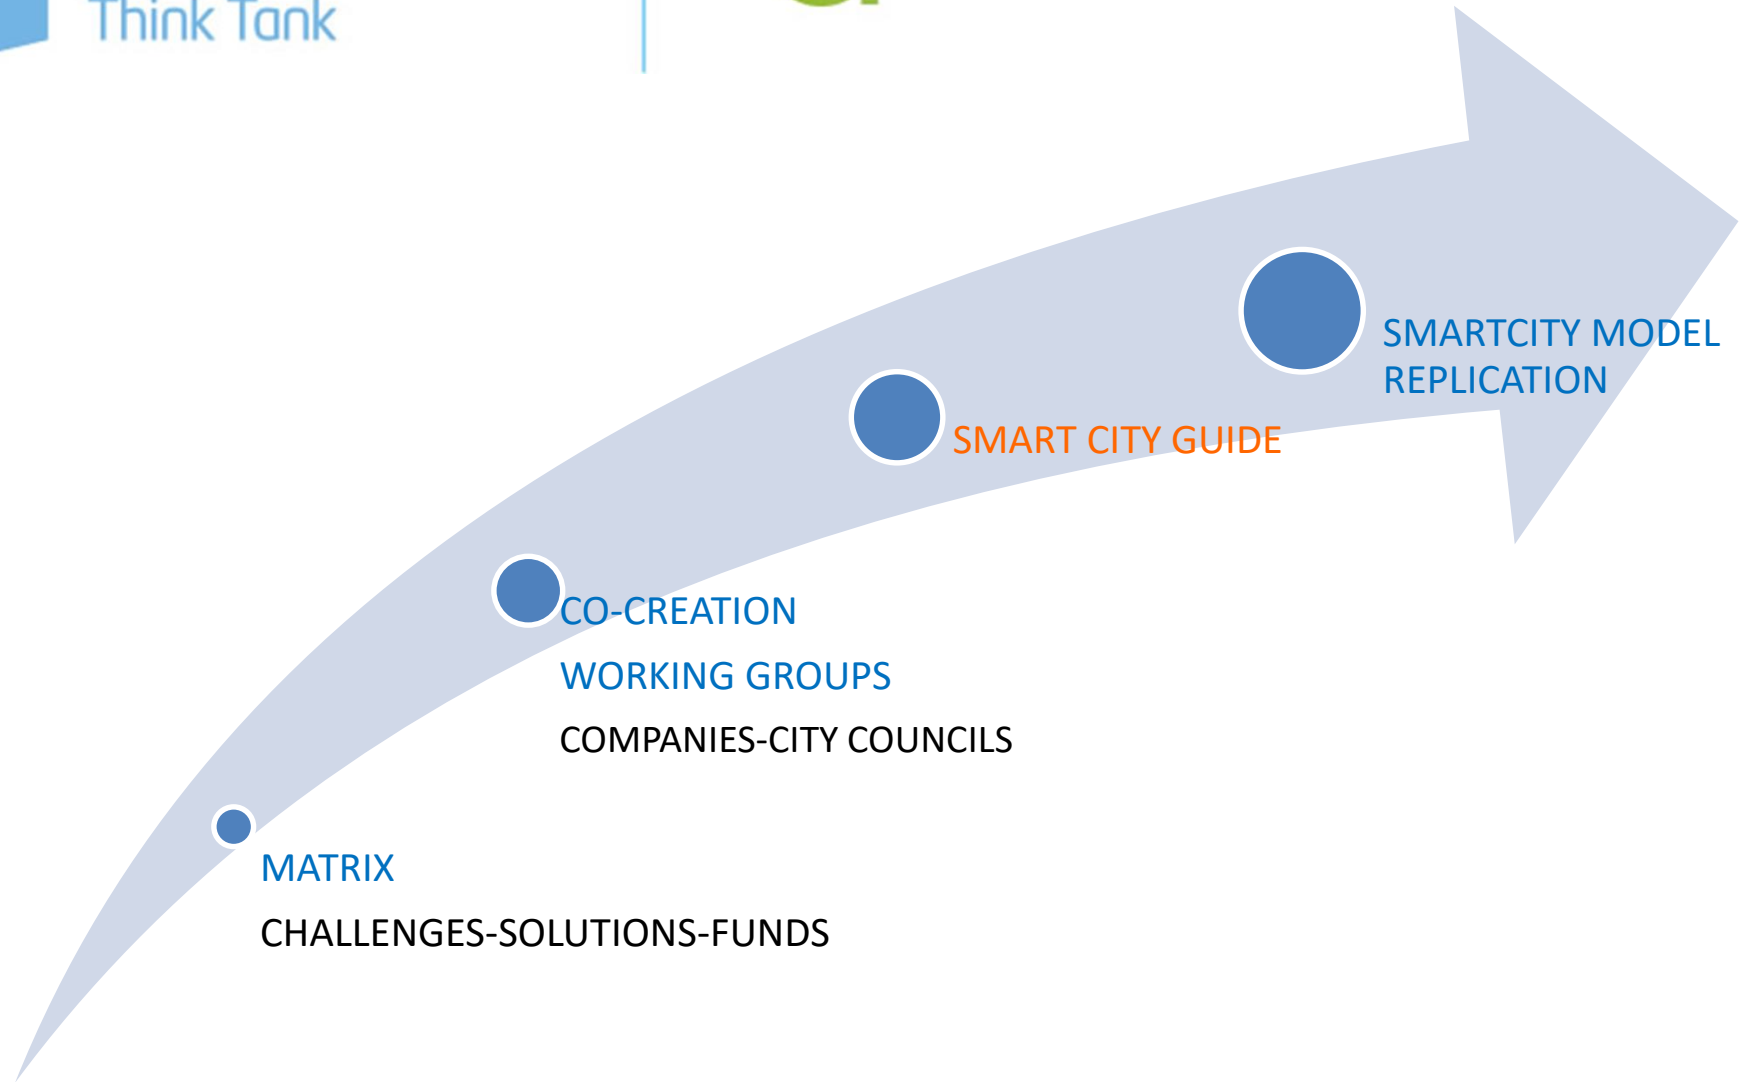 Think Tank
SMARTCITY MODEL
REPLICATION
SMART CITY GUIDE
CO-CREATION
WORKING GROUPS
COMPANIES-CITY COUNCILS
MATRIX
CHALLENGES-SOLUTIONS-FUNDS